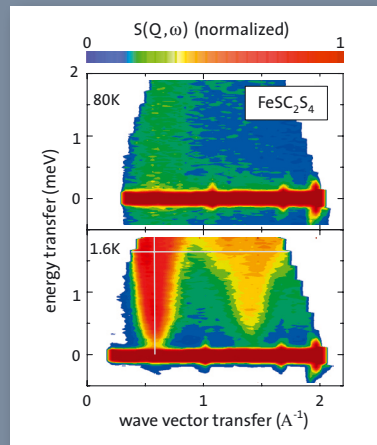 S(Q,ω) (normalized)
0 1
2
80K FeSC₂S₄
1
0
energy transfer (meV)
1.6K
1
0
0 1 2
wave vector transfer (A⁻¹)